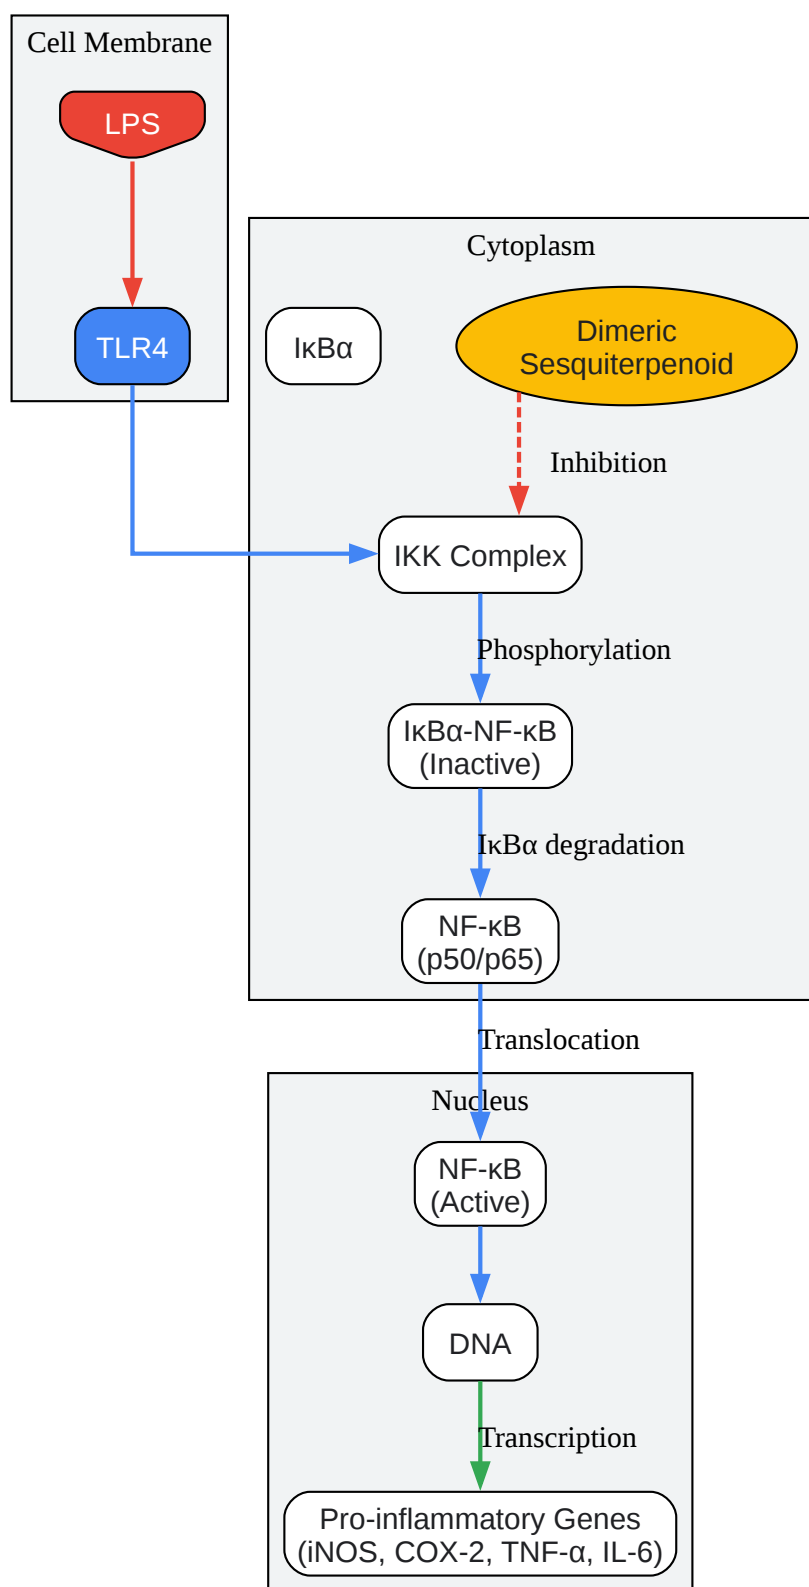 Cell Membrane
LPS
TLR4
Cytoplasm
IκBα
Dimeric
Sesquiterpenoid
Inhibition
IKK Complex
Phosphorylation
IκBα-NF-κB
(Inactive)
IκBα degradation
NF-κB
(p50/p65)
Translocation
Nucleus
NF-κB
(Active)
DNA
Transcription
Pro-inflammatory Genes
(iNOS, COX-2, TNF-α, IL-6)